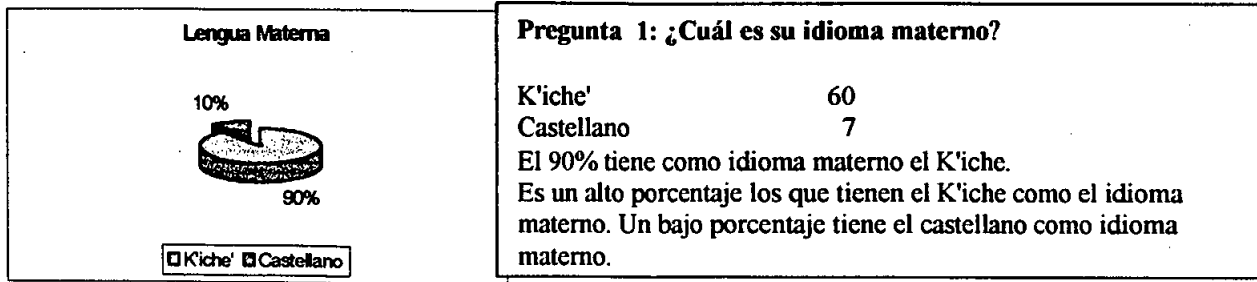 Lengua Materna
10%
90%
K'iche' Castellano
Pregunta 1: ¿Cuál es su idioma materno?
K'iche' 60
Castellano 7
El 90% tiene como idioma materno el K'iche.
Es un alto porcentaje los que tienen el K'iche como el idioma
materno. Un bajo porcentaje tiene el castellano como idioma
materno.